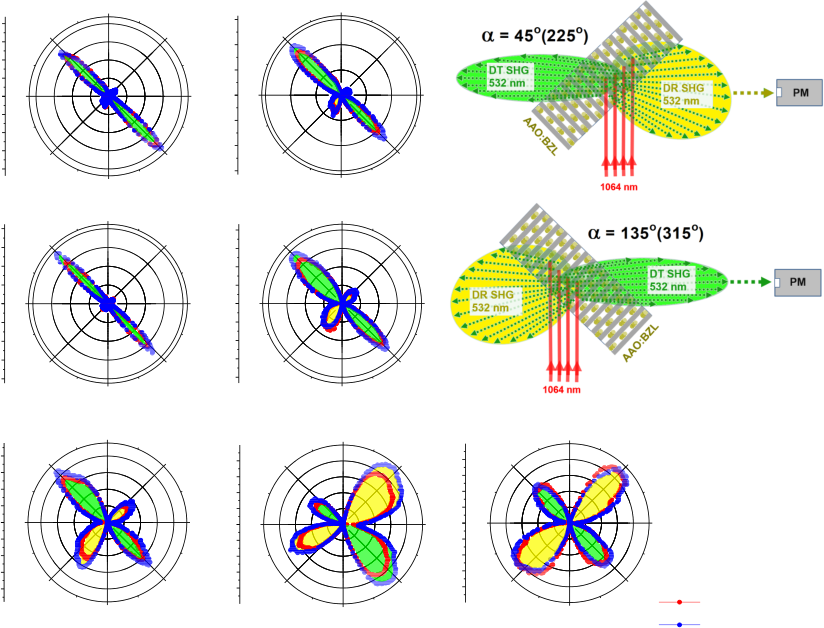 α = 45°(225°)
DT SHG
532 nm
DR SHG
532 nm
PM
AAO:BZL
1064 nm
α = 135°(315°)
DT SHG
532 nm
DR SHG
532 nm
PM
AAO:BZL
1064 nm